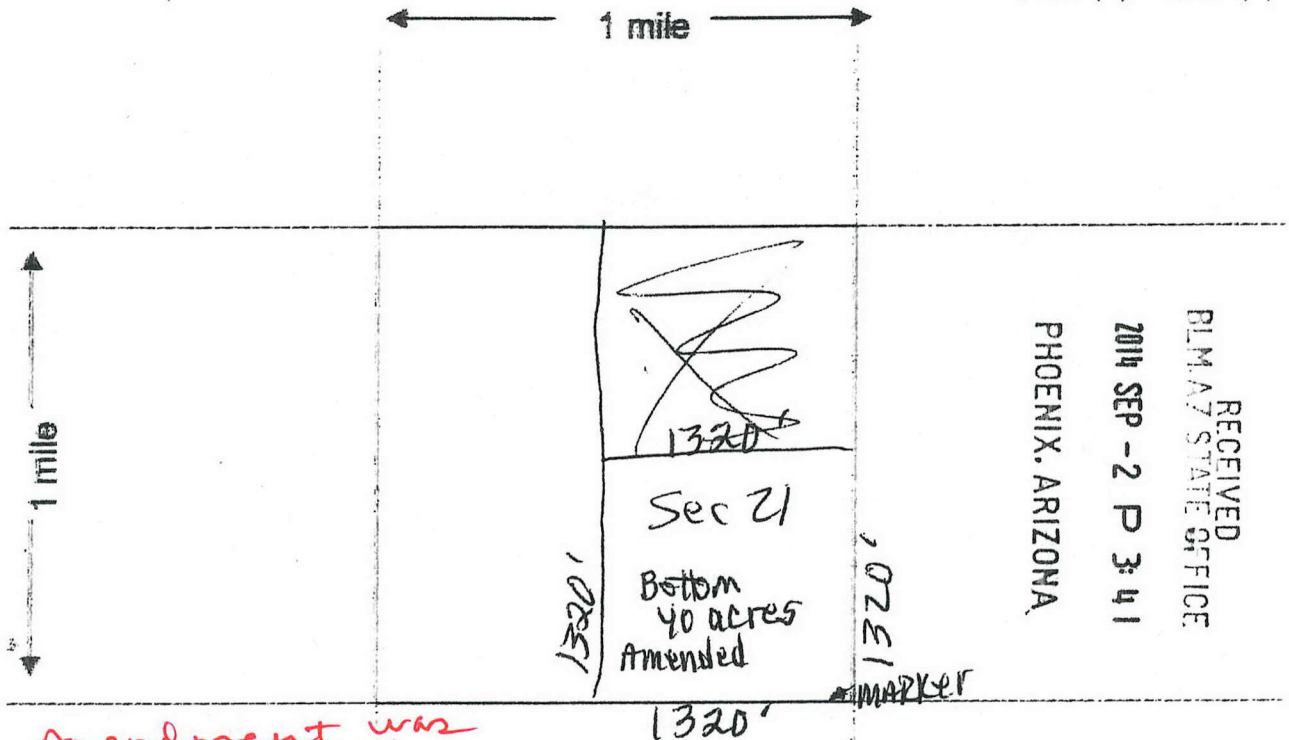 1 mile
1 mile
1320'
Sec 21
Bottom
40 acres
Amended
1320'
1320'
MARKER
1320'
RECEIVED
BLM AZ STATE OFFICE
2014 SEP -2 P 3:41
PHOENIX, ARIZONA
Amendment was